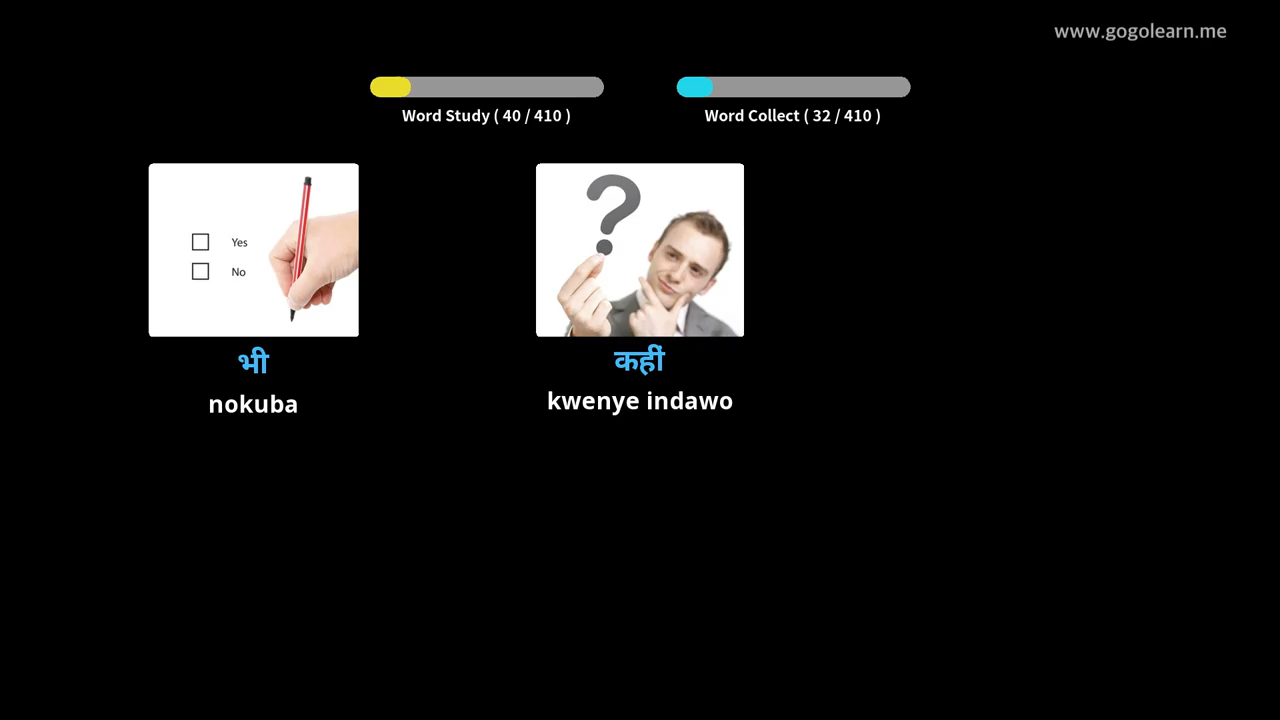 www.gogolearn.me
Word Study ( 40 / 410 )
Word Collect ( 32 / 410 )
Yes
No
भी
nokuba
कहीं
kwenye indawo